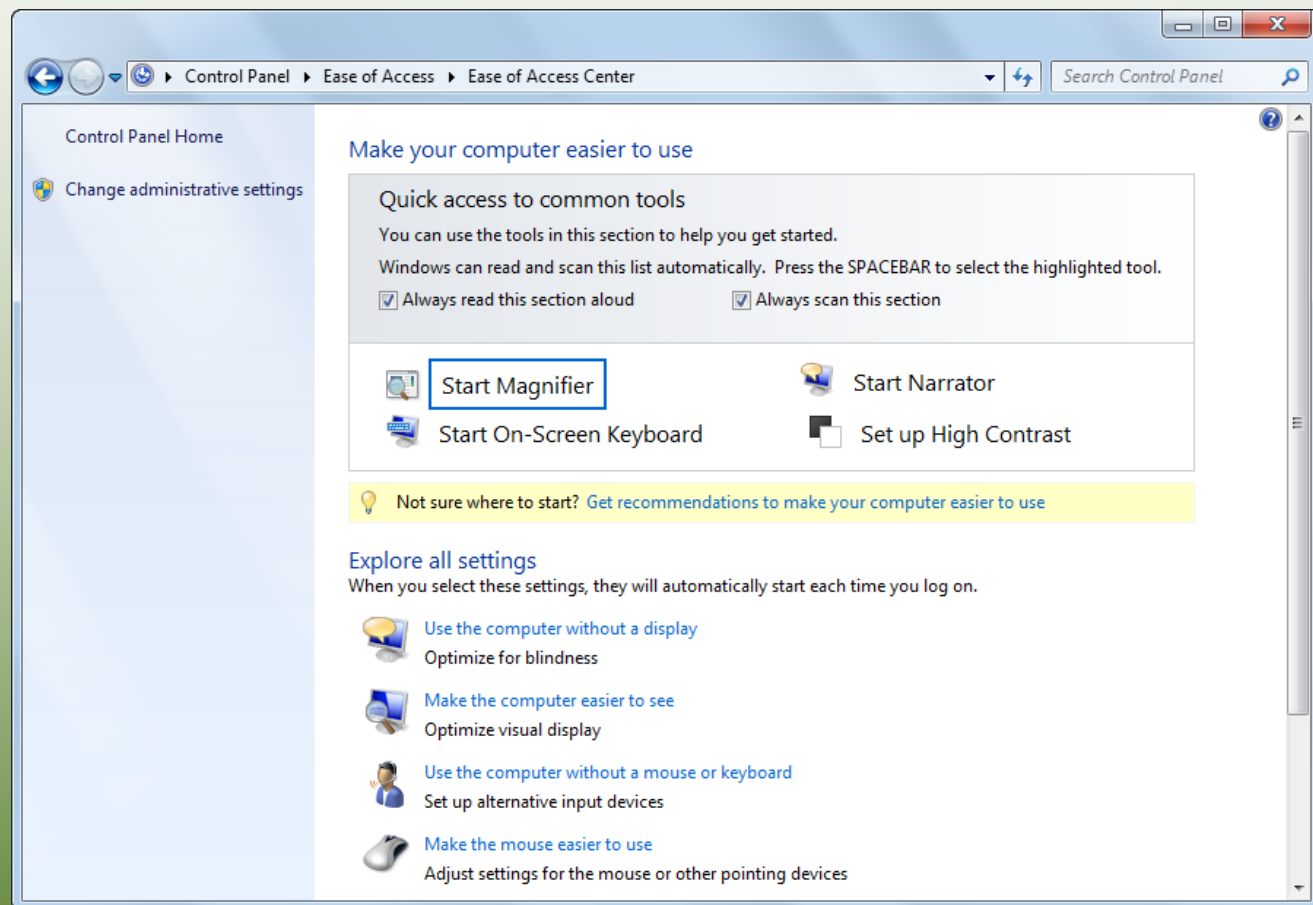 Control Panel ▸ Ease of Access ▸ Ease of Access Center
Search Control Panel
Control Panel Home
Change administrative settings
Make your computer easier to use
Quick access to common tools
You can use the tools in this section to help you get started.
Windows can read and scan this list automatically. Press the SPACEBAR to select the highlighted tool.
Always read this section aloud
Always scan this section
Start Magnifier
Start Narrator
Start On-Screen Keyboard
Set up High Contrast
Not sure where to start? Get recommendations to make your computer easier to use
Explore all settings
When you select these settings, they will automatically start each time you log on.
Use the computer without a display
Optimize for blindness
Make the computer easier to see
Optimize visual display
Use the computer without a mouse or keyboard
Set up alternative input devices
Make the mouse easier to use
Adjust settings for the mouse or other pointing devices